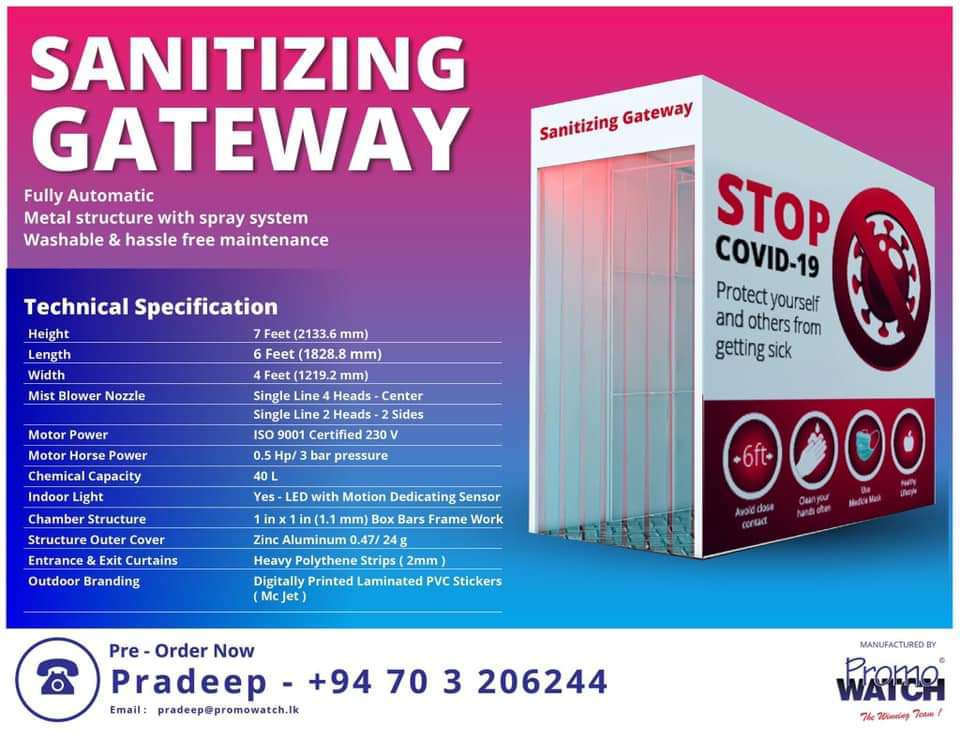 SANITIZING
GATEWAY
Fully Automatic
Metal structure with spray system
Washable & hassle free maintenance
Technical Specification
Height 7 Feet (2133.6 mm)
Length 6 Feet (1828.8 mm)
Width 4 Feet (1219.2 mm)
Mist Blower Nozzle Single Line 4 Heads - Center
Single Line 2 Heads - 2 Sides
Motor Power ISO 9001 Certified 230 V
Motor Horse Power 0.5 Hp/ 3 bar pressure
Chemical Capacity 40 L
Indoor Light Yes - LED with Motion Dedicating Sensor
Chamber Structure 1 in x 1 in (1.1 mm) Box Bars Frame Work
Structure Outer Cover Zinc Aluminum 0.47/ 24 g
Entrance & Exit Curtains Heavy Polythene Strips ( 2mm )
Outdoor Branding Digitally Printed Laminated PVC Stickers
( Mc Jet )
Sanitizing Gateway
STOP
COVID-19
Protect yourself
and others from
getting sick
6ft
Avoid close
contact
Clean your
hands often
Use
Medicle Mask
Healthy
Lifestyle
Pre - Order Now
Pradeep - +94 70 3 206244
Email : pradeep@promowatch.lk
MANUFACTURED BY
Promo©
WATCH
The Winning Team !